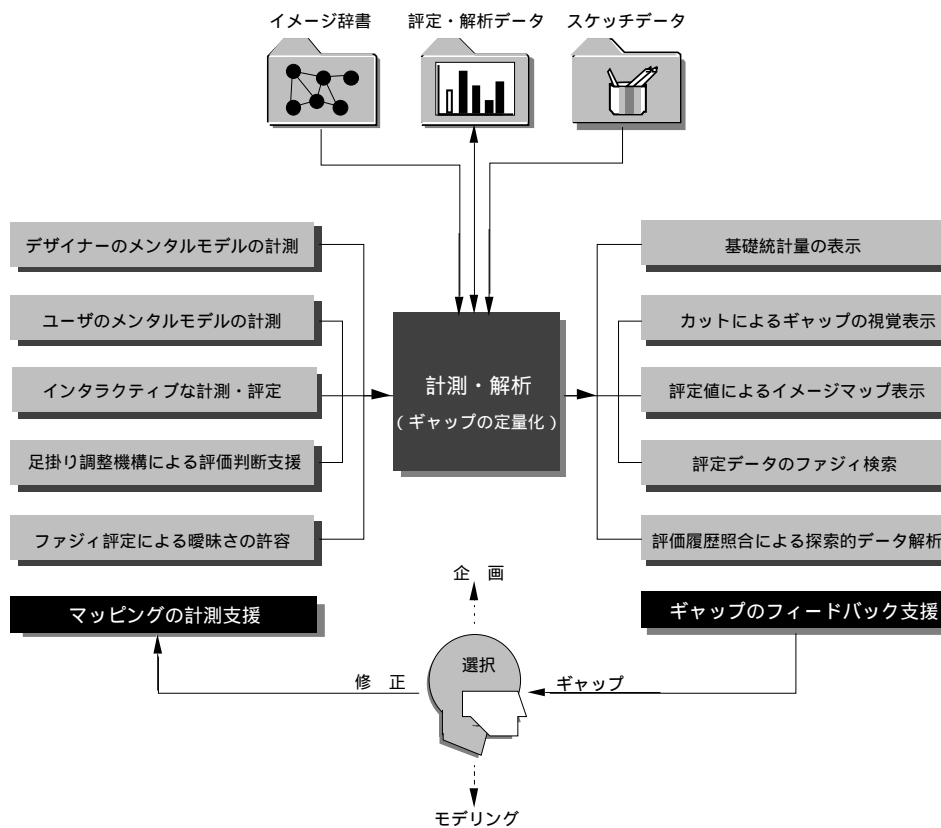 イメージ辞書
評定・解析データ
スケッチデータ
デザイナーのメンタルモデルの計測
ユーザのメンタルモデルの計測
インタラクティブな計測・評定
足掛り調整機構による評価判断支援
ファジィ評定による曖昧さの許容
マッピングの計測支援
計測・解析
(ギャップの定量化)
基礎統計量の表示
カットによるギャップの視覚表示
評定値によるイメージマップ表示
評定データのファジィ検索
評価履歴照合による探索的データ解析
ギャップのフィードバック支援
企 画
選択
修 正
ギャップ
モデリング